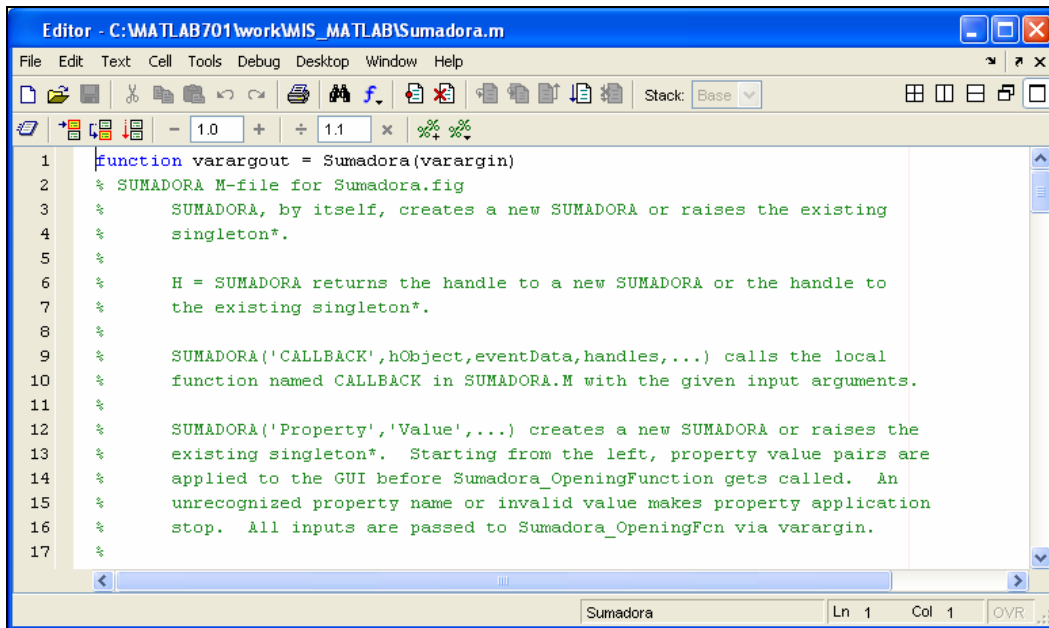 Editor - C:\MATLAB701\work\MIS_MATLAB\Sumadora.m
File Edit Text Cell Tools Debug Desktop Window Help
Stack: Base
- 1.0 + ÷ 1.1 ×
1 function varargout = Sumadora(varargin)
2 % SUMADORA M-file for Sumadora.fig
3 % SUMADORA, by itself, creates a new SUMADORA or raises the existing
4 % singleton*.
5 %
6 % H = SUMADORA returns the handle to a new SUMADORA or the handle to
7 % the existing singleton*.
8 %
9 % SUMADORA('CALLBACK',hObject,eventData,handles,...) calls the local
10 % function named CALLBACK in SUMADORA.M with the given input arguments.
11 %
12 % SUMADORA('Property','Value',...) creates a new SUMADORA or raises the
13 % existing singleton*. Starting from the left, property value pairs are
14 % applied to the GUI before Sumadora_OpeningFunction gets called. An
15 % unrecognized property name or invalid value makes property application
16 % stop. All inputs are passed to Sumadora_OpeningFcn via varargin.
17 %
Sumadora Ln 1 Col 1 OVR